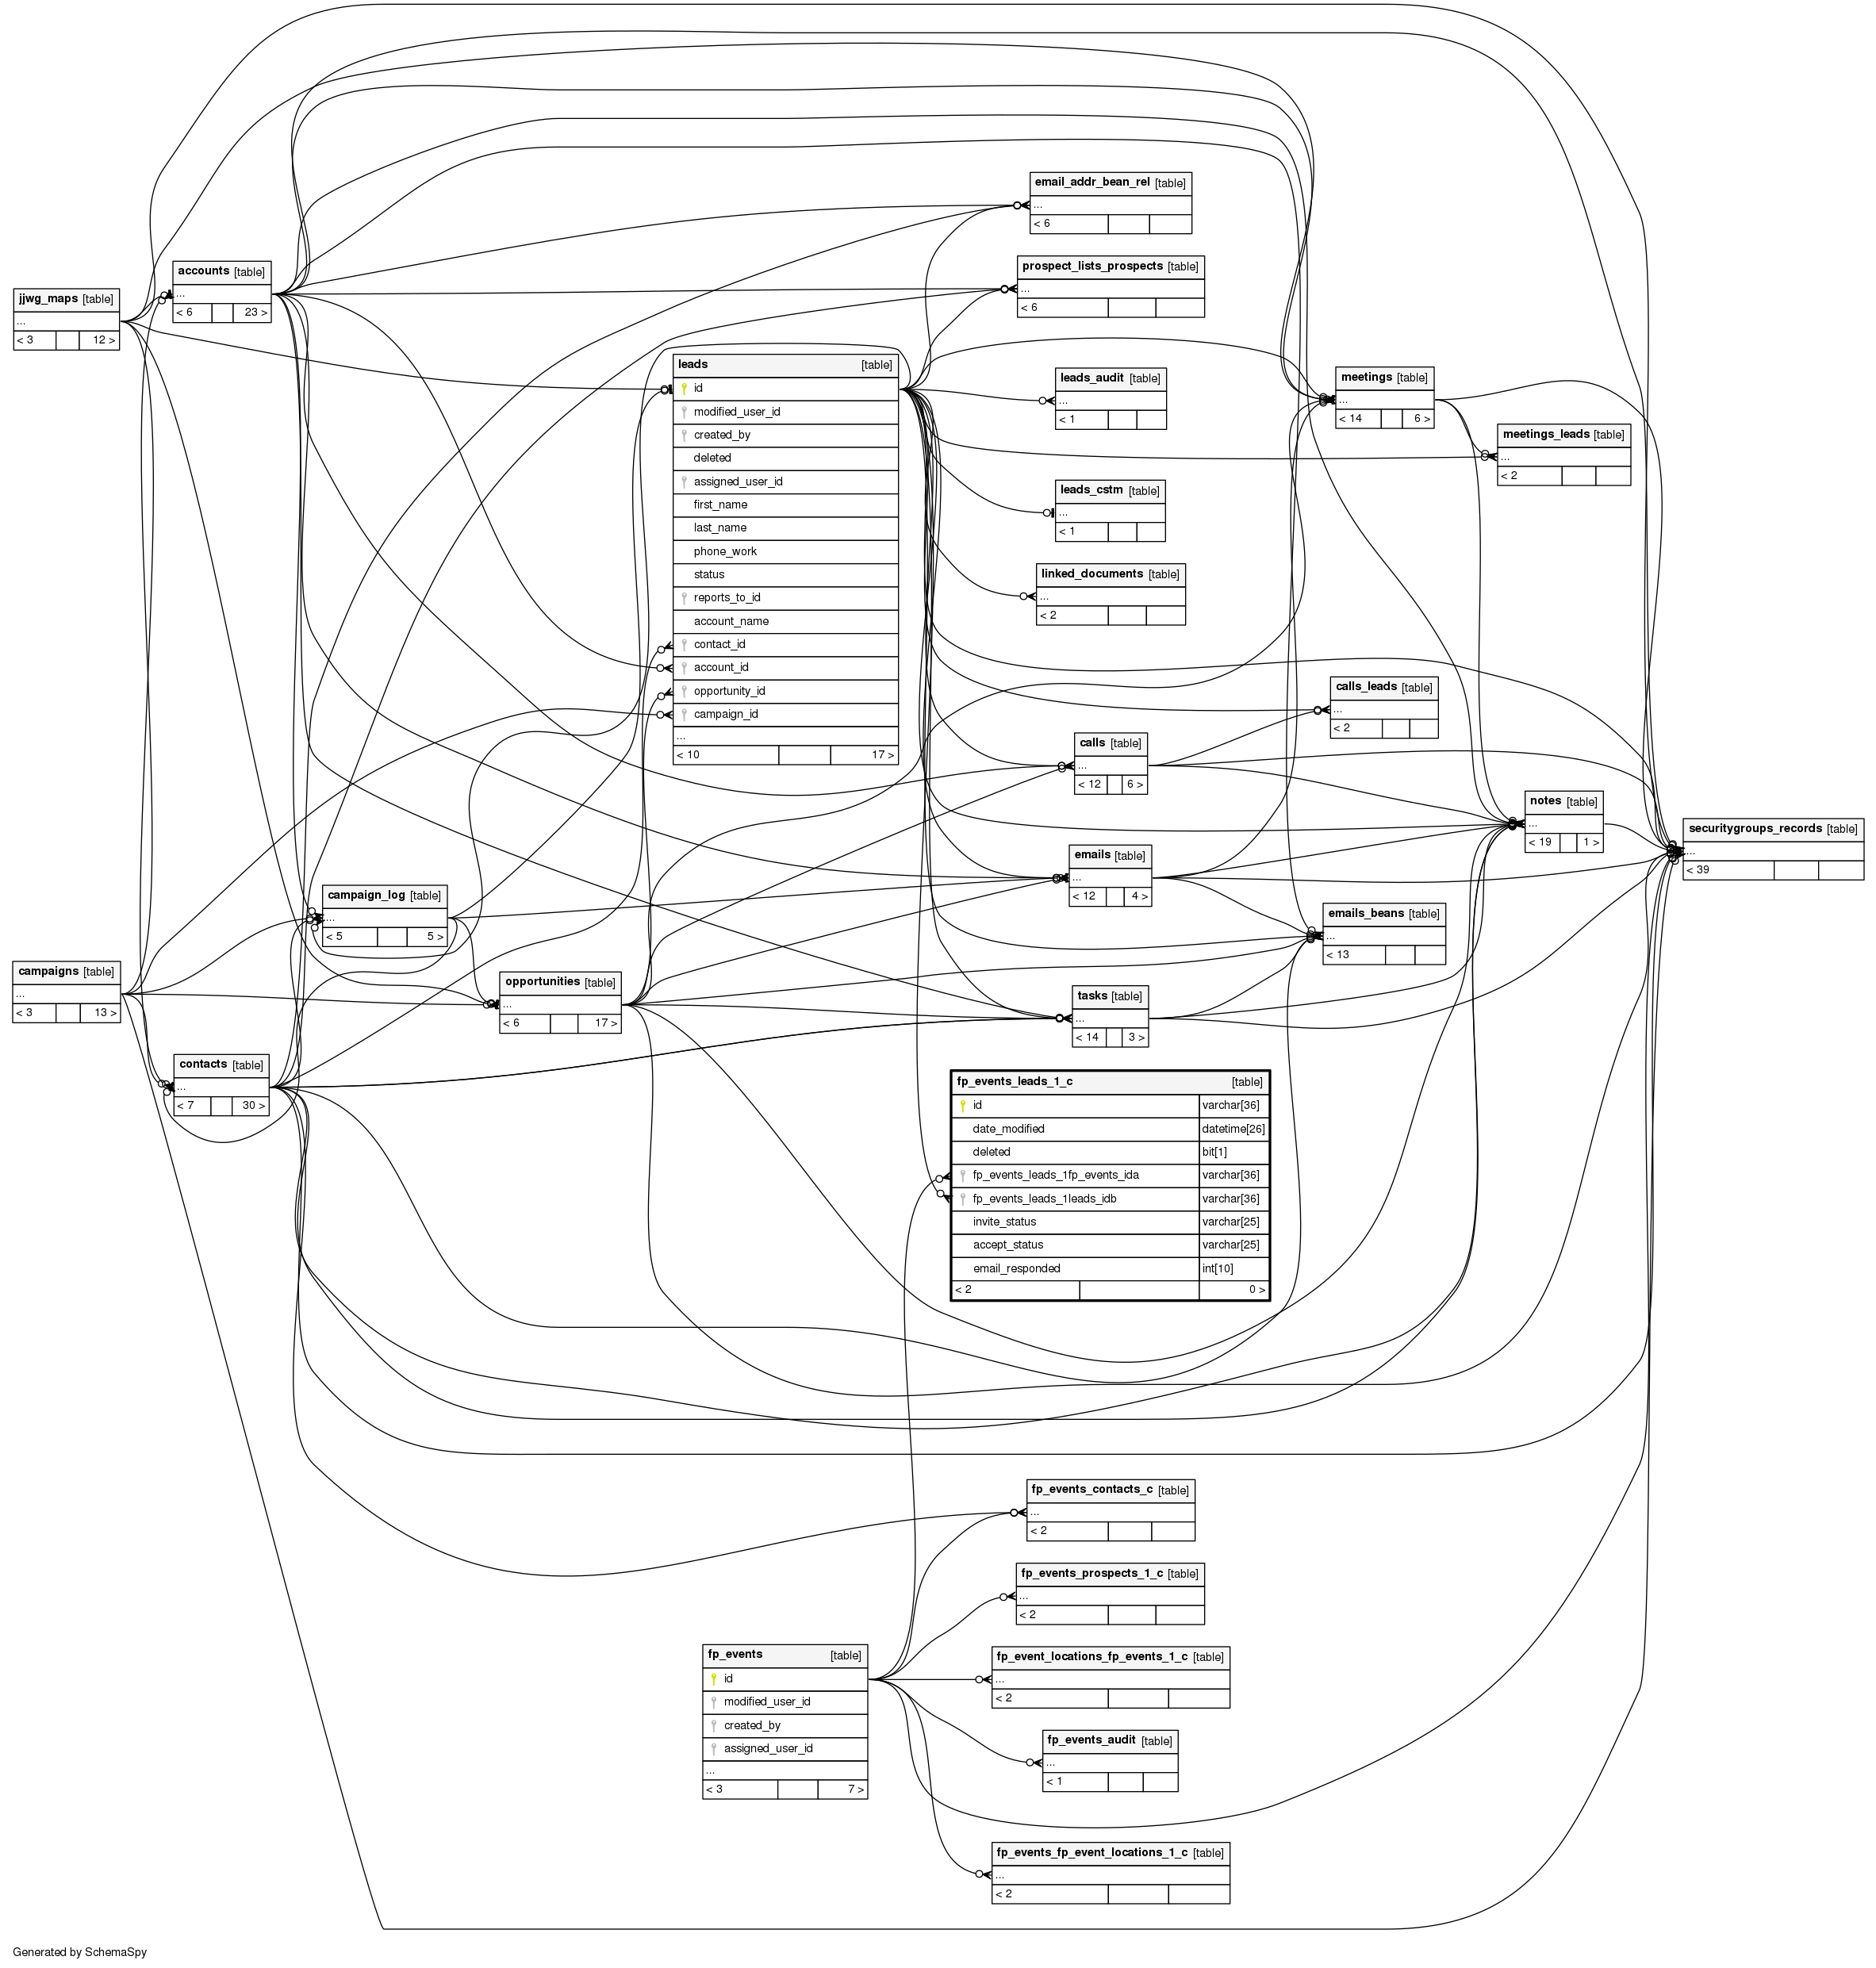 email_addr_bean_rel [table]
...
< 6
accounts [table]
...
< 6 23 >
prospect_lists_prospects [table]
...
< 6
jjwg_maps [table]
...
< 3 12 >
leads [table]
id
modified_user_id
created_by
deleted
assigned_user_id
first_name
last_name
phone_work
status
reports_to_id
account_name
contact_id
account_id
opportunity_id
campaign_id
...
< 10 17 >
leads_audit [table]
...
< 1
meetings [table]
...
< 14 6 >
meetings_leads [table]
...
< 2
leads_cstm [table]
...
< 1
linked_documents [table]
...
< 2
calls_leads [table]
...
< 2
calls [table]
...
< 12 6 >
notes [table]
...
< 19 1 >
securitygroups_records [table]
...
< 39
emails [table]
...
< 12 4 >
campaign_log [table]
...
< 5 5 >
emails_beans [table]
...
< 13
campaigns [table]
...
< 3 13 >
opportunities [table]
...
< 6 17 >
tasks [table]
...
< 14 3 >
contacts [table]
...
< 7 30 >
fp_events_leads_1_c [table]
id varchar[36]
date_modified datetime[26]
deleted bit[1]
fp_events_leads_1fp_events_ida varchar[36]
fp_events_leads_1leads_idb varchar[36]
invite_status varchar[25]
accept_status varchar[25]
email_responded int[10]
< 2 0 >
fp_events_contacts_c [table]
...
< 2
fp_events_prospects_1_c [table]
...
< 2
fp_events [table]
id
modified_user_id
created_by
assigned_user_id
...
< 3 7 >
fp_event_locations_fp_events_1_c [table]
...
< 2
fp_events_audit [table]
...
< 1
fp_events_fp_event_locations_1_c [table]
...
< 2
Generated by SchemaSpy